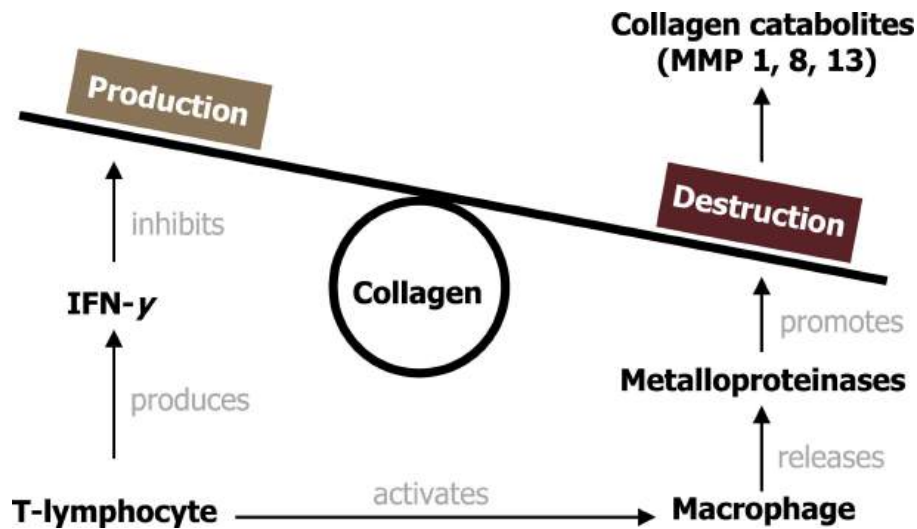 Collagen catabolites
(MMP 1, 8, 13)
Production
Destruction
inhibits
Collagen
IFN-y
promotes
produces
Metalloproteinases
releases
T-lymphocyte
activates
Macrophage